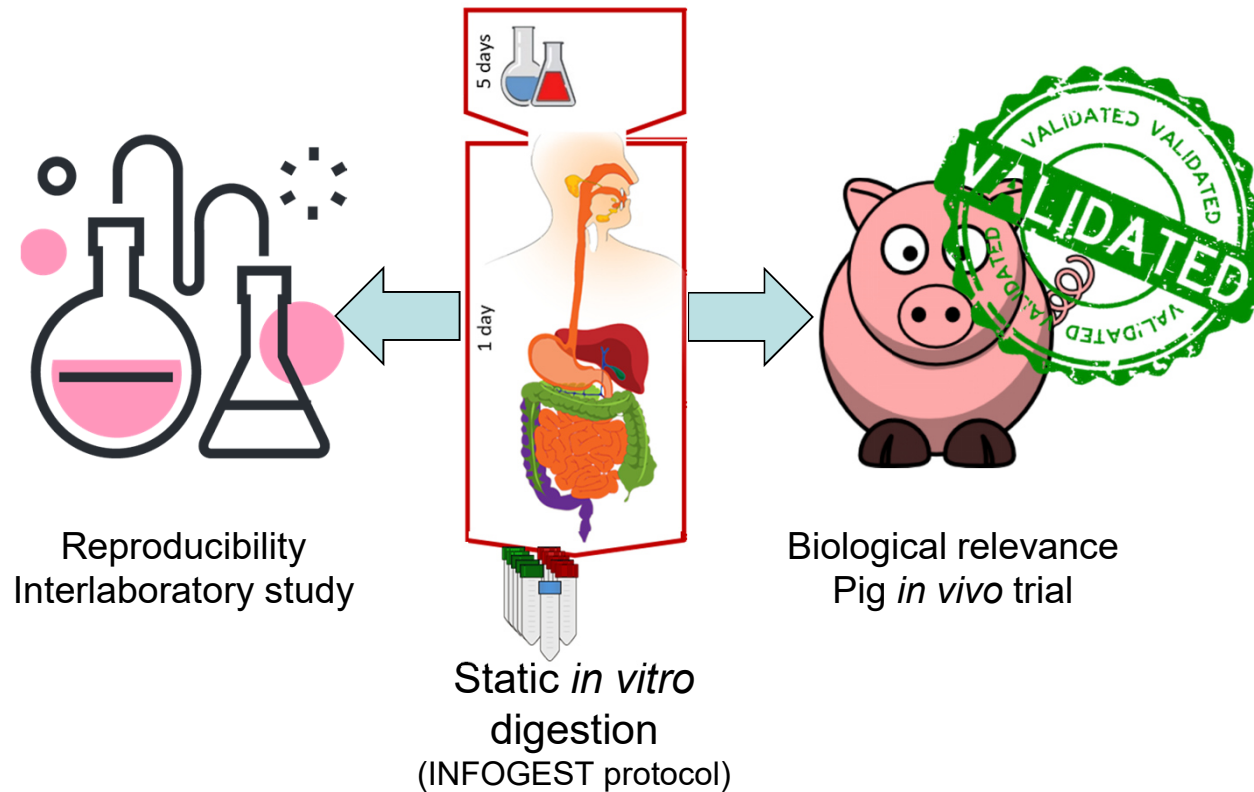 5 days
1 day
VALIDATED VALIDATED
VALIDATED
VALIDATED
VALIDATED
Reproducibility
Interlaboratory study
Biological relevance
Pig in vivo trial
Static in vitro
digestion
(INFOGEST protocol)